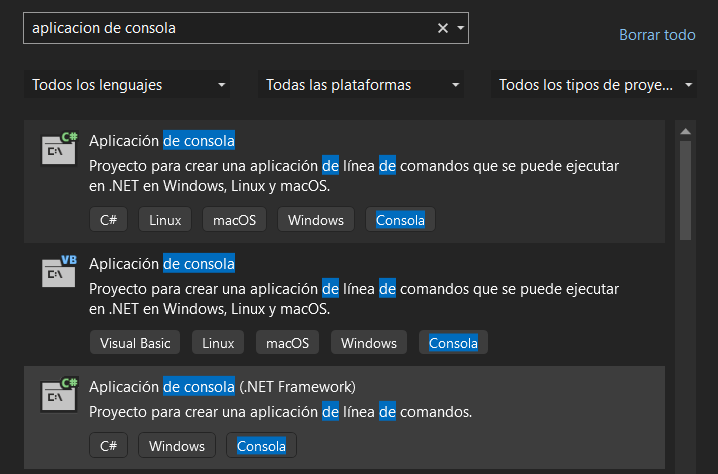 aplicacion de consola
Borrar todo
Todos los lenguajes
Todas las plataformas
Todos los tipos de proye...
C#
C:\
Aplicación de consola
Proyecto para crear una aplicación de línea de comandos que se puede ejecutar
en .NET en Windows, Linux y macOS.
C# Linux macOS Windows Consola
VB
C:\
Aplicación de consola
Proyecto para crear una aplicación de línea de comandos que se puede ejecutar
en .NET en Windows, Linux y macOS.
Visual Basic Linux macOS Windows Consola
C#
C:\
Aplicación de consola (.NET Framework)
Proyecto para crear una aplicación de línea de comandos.
C# Windows Consola